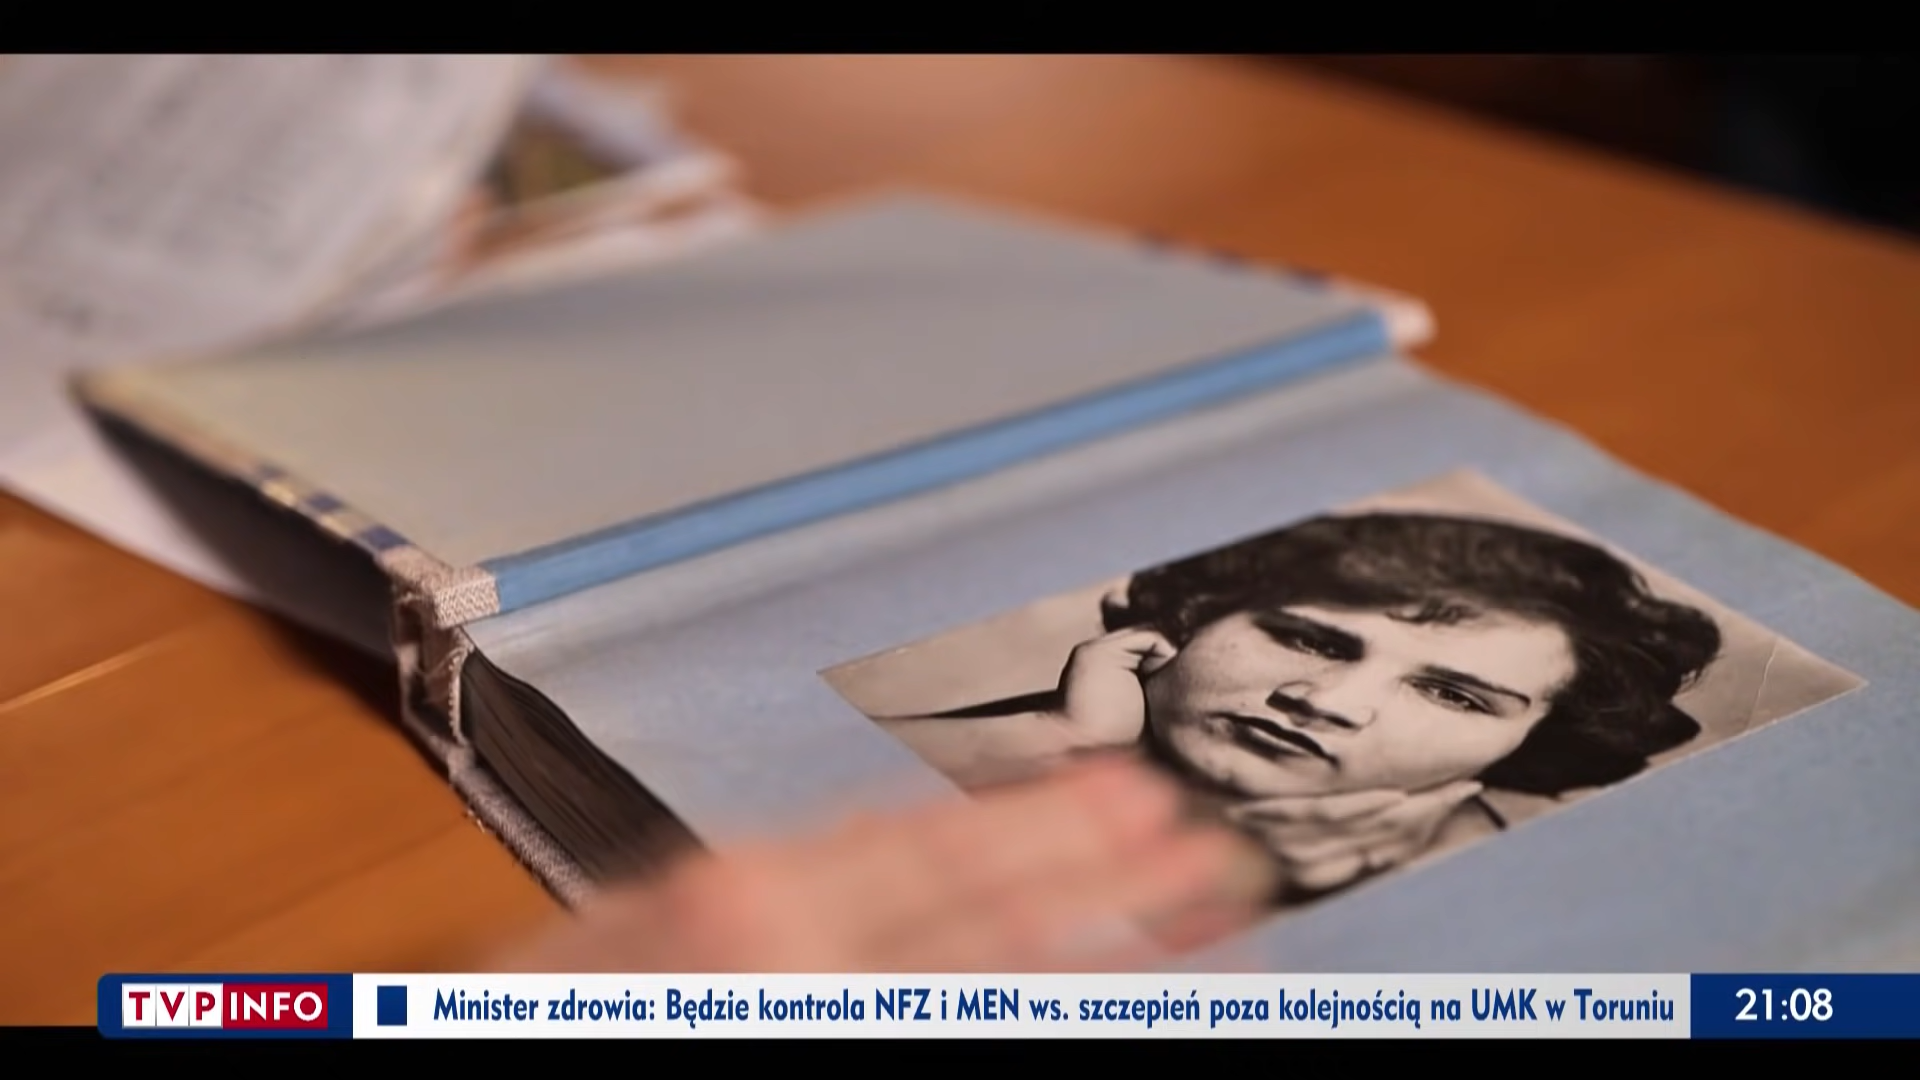 TVP INFO
Minister zdrowia: Będzie kontrola NFZ i MEN ws. szczepień poza kolejnością na UMK w Toruniu
21:08